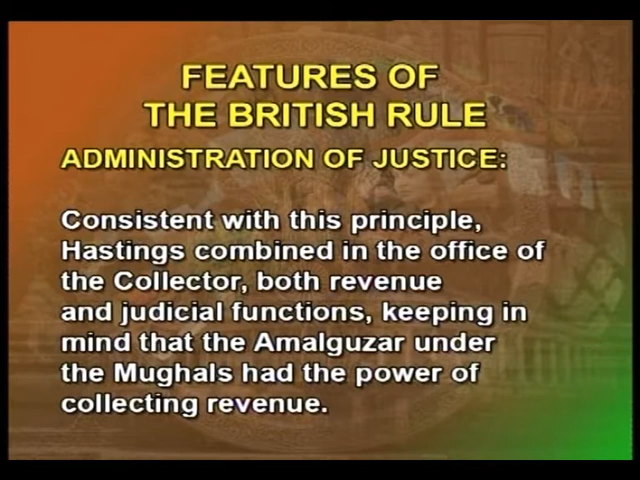 FEATURES OF
THE BRITISH RULE
ADMINISTRATION OF JUSTICE:
Consistent with this principle,
Hastings combined in the office of
the Collector, both revenue
and judicial functions, keeping in
mind that the Amalguzar under
the Mughals had the power of
collecting revenue.